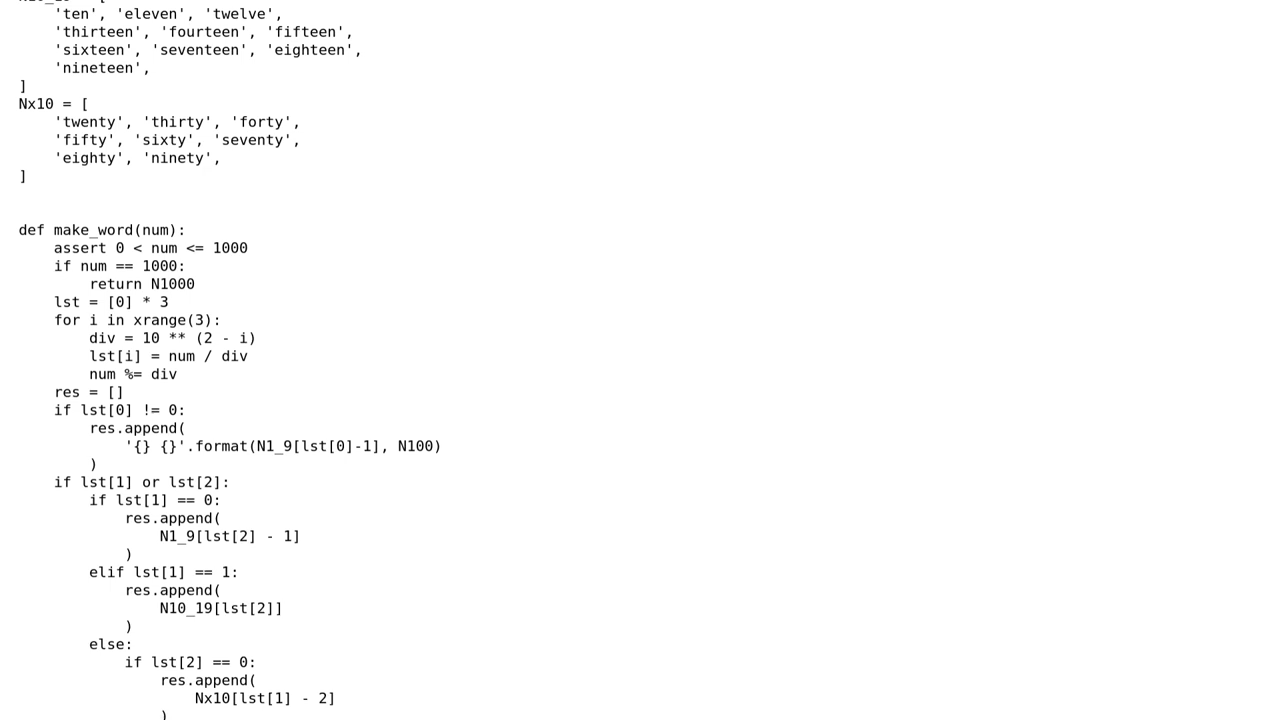 'ten', 'eleven', 'twelve',
    'thirteen', 'fourteen', 'fifteen',
    'sixteen', 'seventeen', 'eighteen',
    'nineteen',
]
Nx10 = [
    'twenty', 'thirty', 'forty',
    'fifty', 'sixty', 'seventy',
    'eighty', 'ninety',
]


def make_word(num):
    assert 0 < num <= 1000
    if num == 1000:
        return N1000
    lst = [0] * 3
    for i in xrange(3):
        div = 10 ** (2 - i)
        lst[i] = num / div
        num %= div
    res = []
    if lst[0] != 0:
        res.append(
            '{} {}'.format(N1_9[lst[0]-1], N100)
        )
    if lst[1] or lst[2]:
        if lst[1] == 0:
            res.append(
                N1_9[lst[2] - 1]
            )
        elif lst[1] == 1:
            res.append(
                N10_19[lst[2]]
            )
        else:
            if lst[2] == 0:
                res.append(
                    Nx10[lst[1] - 2]
                )